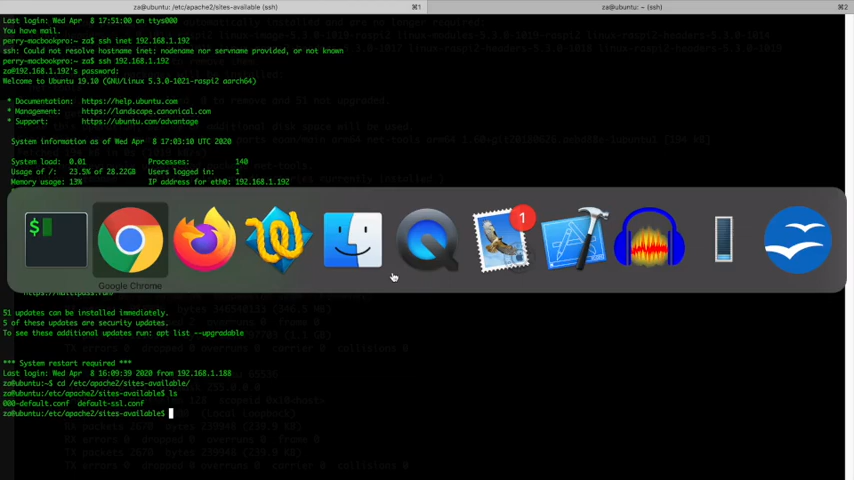 za@ubuntu: /etc/apache2/sites-available (ssh)
⌘1
za@ubuntu: ~ (ssh)
⌘2
Last login: Wed Apr  8 17:51:00 on ttys000
You have mail.
perry-macbookpro:~ za$ ssh inet 192.168.1.192
ssh: Could not resolve hostname inet: nodename nor servname provided, or not known
perry-macbookpro:~ za$ ssh 192.168.1.192
za@192.168.1.192's password:
Welcome to Ubuntu 19.10 (GNU/Linux 5.3.0-1021-raspi2 aarch64)
* Documentation:  https://help.ubuntu.com
* Management:     https://landscape.canonical.com
* Support:        https://ubuntu.com/advantage
System information as of Wed Apr  8 17:03:10 UTC 2020
System load:  0.01              Processes:           140
Usage of /:   23.5% of 28.22GB  Users logged in:     1
Memory usage: 13%               IP address for eth0: 192.168.1.192
$
1
Google Chrome
51 updates can be installed immediately.
5 of these updates are security updates.
To see these additional updates run: apt list --upgradable
*** System restart required ***
Last login: Wed Apr  8 16:09:39 2020 from 192.168.1.188
za@ubuntu:~$ cd /etc/apache2/sites-available/
za@ubuntu:/etc/apache2/sites-available$ ls
000-default.conf  default-ssl.conf
za@ubuntu:/etc/apache2/sites-available$